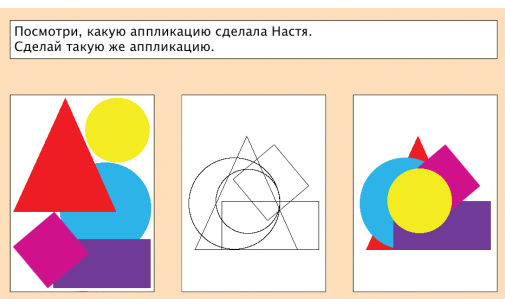 Посмотри, какую аппликацию сделала Настя.
Сделай такую же аппликацию.